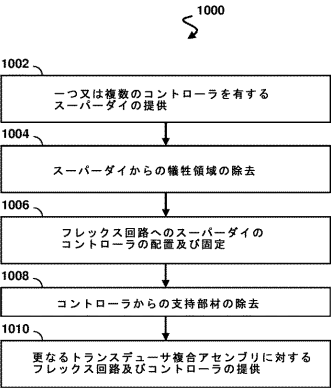 1000
1002
一つ又は複数のコントローラを有する
スーパーダイの提供
1004
スーパーダイからの犠牲領域の除去
1006
フレックス回路へのスーパーダイの
コントローラの配置及び固定
1008
コントローラからの支持部材の除去
1010
更なるトランスデューサ複合アセンブリに対する
フレックス回路及びコントローラの提供